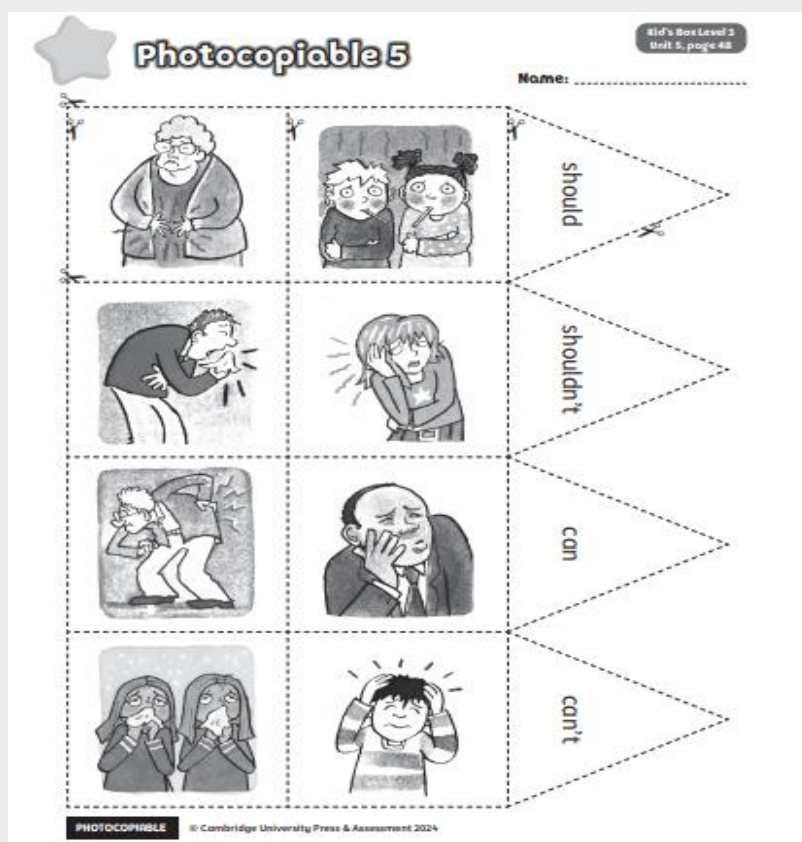 Photocopiable 5
Kid's Box Level 3
Unit 5, page 48
Name:
should
shouldn't
can
can't
PHOTOCOPIABLE © Cambridge University Press & Assessment 2024